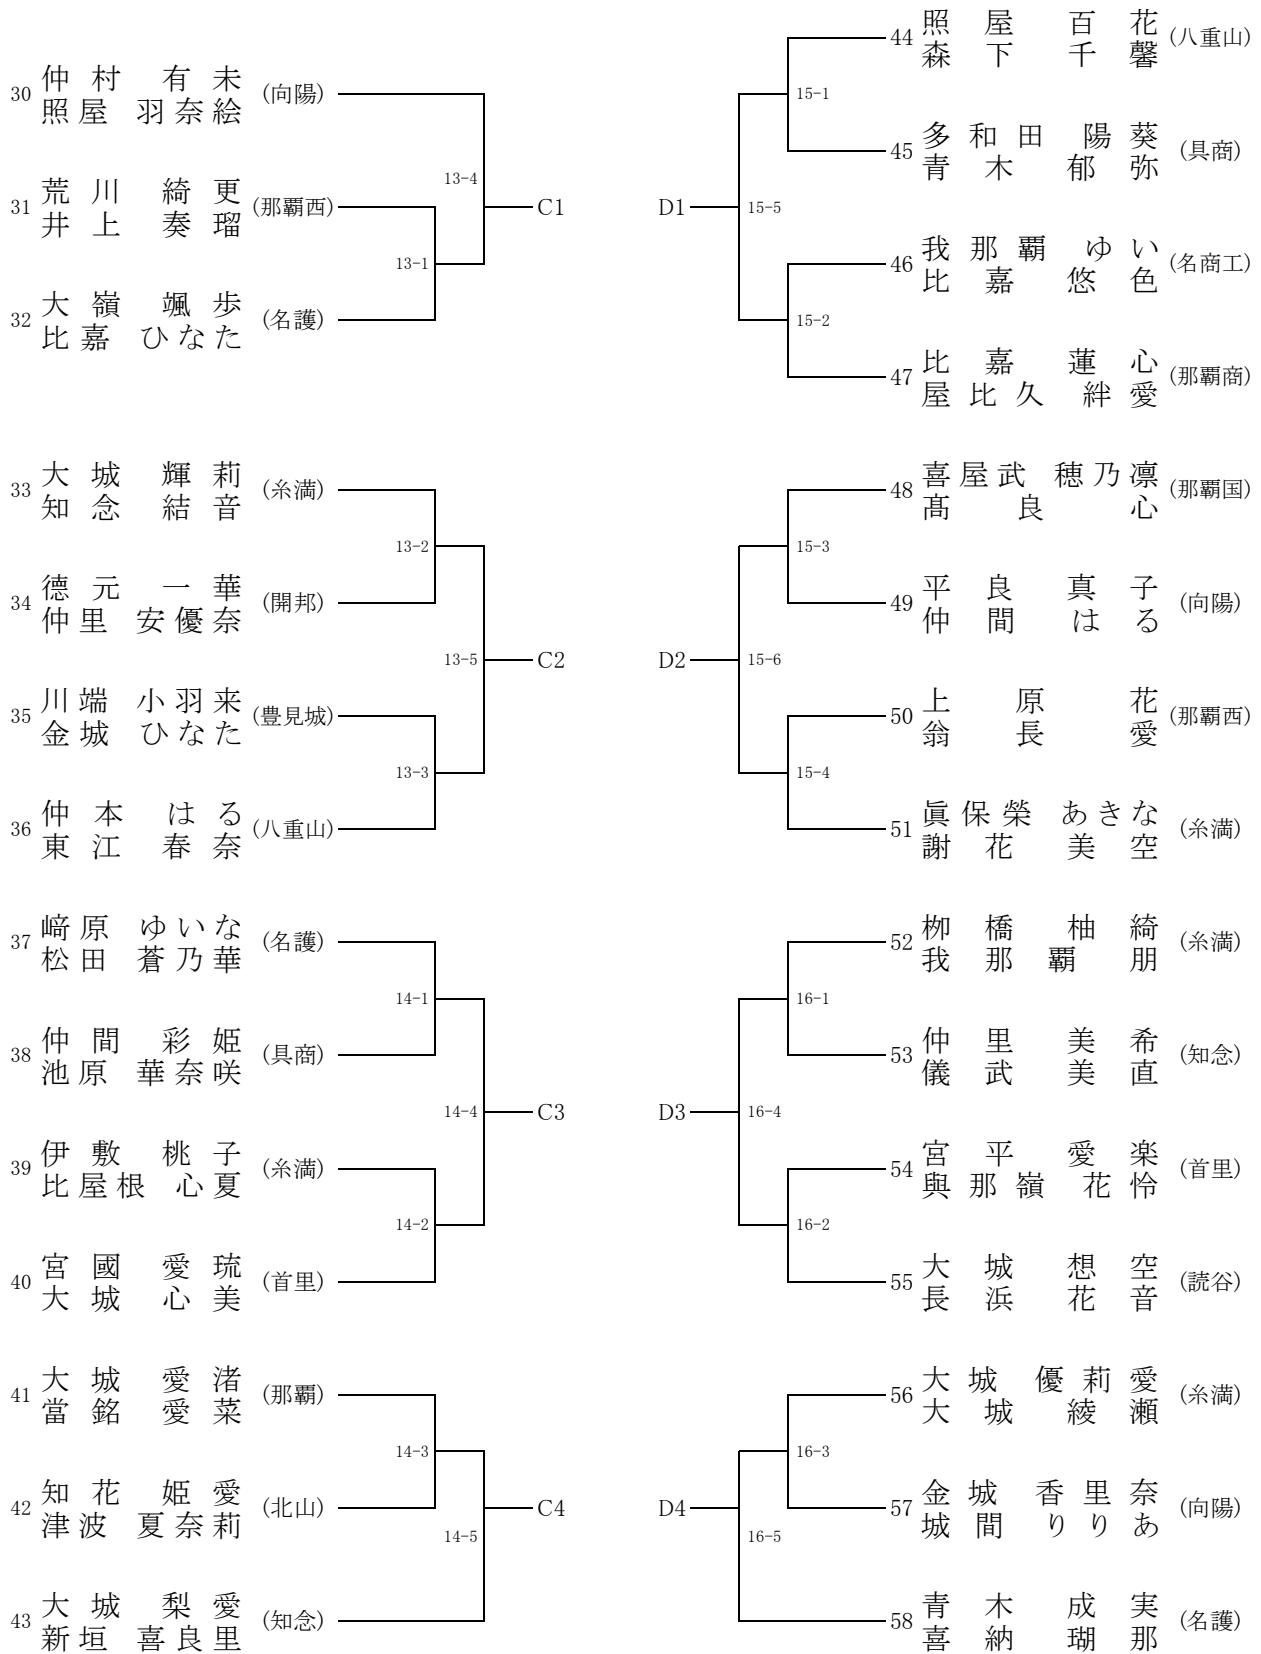 30 仲村 有未 (向陽)
照屋 羽奈絵
13-4
31 荒川 綺更 (那覇西)
井上 奏瑠
C1
13-1
32 大嶺 颯歩 (名護)
比嘉 ひなた
33 大城 輝莉 (糸満)
知念 結音
13-2
34 德元 一華 (開邦)
仲里 安優奈
13-5 C2
35 川端 小羽来 (豊見城)
金城 ひなた
13-3
36 仲本 はる (八重山)
東江 春奈
37 﨑原 ゆいな (名護)
松田 蒼乃華
14-1
38 仲間 彩姫 (具商)
池原 華奈咲
14-4 C3
39 伊敷 桃子 (糸満)
比屋根 心夏
14-2
40 宮國 愛琉 (首里)
大城 心美
41 大城 愛渚 (那覇)
當銘 愛菜
14-3
42 知花 姫愛 (北山)
津波 夏奈莉
C4
14-5
43 大城 梨愛 (知念)
新垣 喜良里
44 照屋 百花 (八重山)
森下 千馨
15-1
45 多和田 陽葵 (具商)
青木 郁弥
D1 15-5
46 我那覇 ゆい (名商工)
比嘉 悠色
15-2
47 比嘉 蓮心 (那覇商)
屋比久 絆愛
48 喜屋武 穂乃凛 (那覇国)
髙良 心
15-3
49 平良 真子 (向陽)
仲間 はる
D2 15-6
50 上原 花 (那覇西)
翁長 愛
15-4
51 眞保榮 あきな (糸満)
謝花 美空
52 栁橋 柚綺 (糸満)
我那覇 朋
16-1
53 仲里 美希 (知念)
儀武 美直
D3 16-4
54 宮平 愛楽 (首里)
與那嶺 花怜
16-2
55 大城 想空 (読谷)
長浜 花音
56 大城 優莉愛 (糸満)
大城 綾瀬
16-3
57 金城 香里奈 (向陽)
城間 りりあ
D4
16-5
58 青木 成実 (名護)
喜納 瑚那